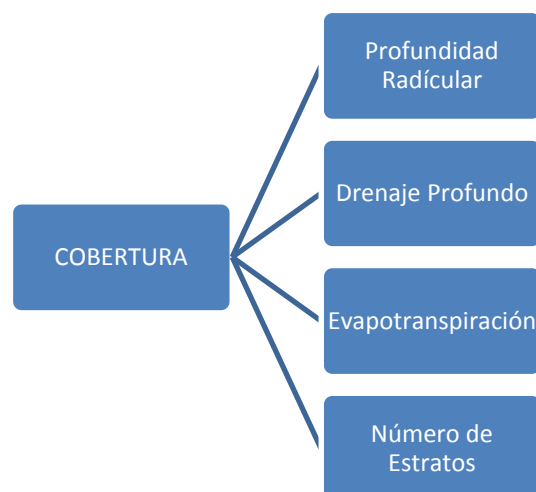 Profundidad
Radícular
Drenaje Profundo
COBERTURA
Evapotranspiración
Número de
Estratos